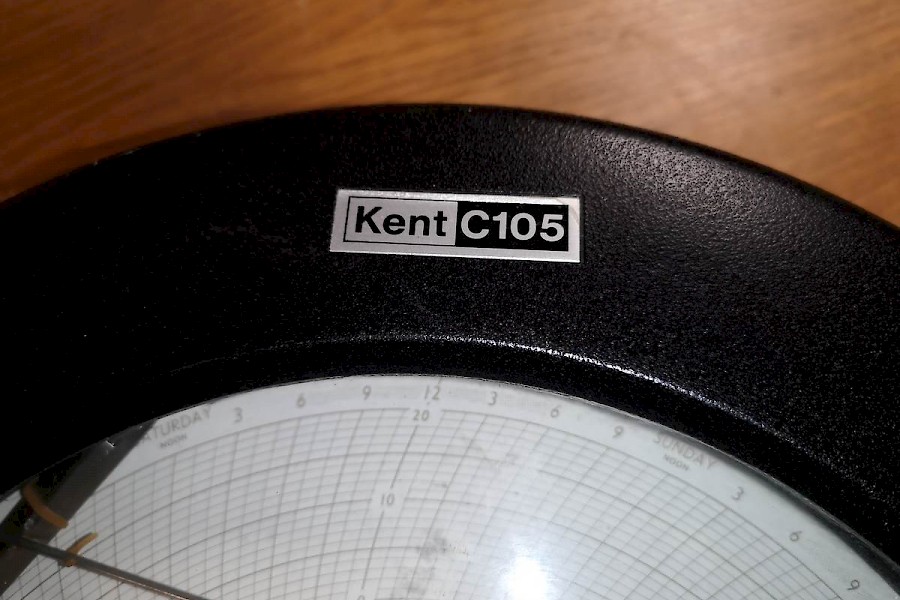 Kent C105
SATURDAY 3 6 9 12 3 6 9 SUNDAY 3 6 9
NOON 20 NOON
10